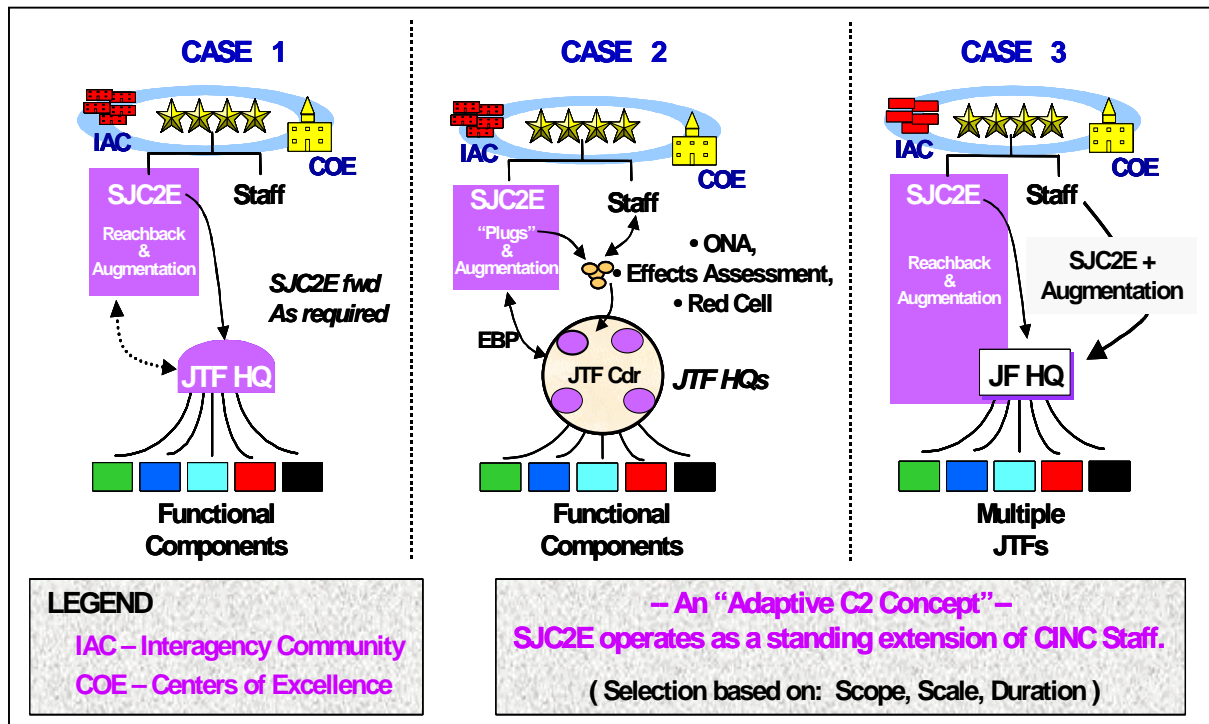 CASE 1
IAC
COE
SJC2E
Staff
Reachback
&
Augmentation
SJC2E fwd
As required
JTF HQ
Functional
Components
CASE 2
IAC
COE
SJC2E
Staff
“Plugs”
&
Augmentation
• ONA,
• Effects Assessment,
• Red Cell
EBP
JTF Cdr
JTF HQs
Functional
Components
CASE 3
IAC
COE
SJC2E
Staff
Reachback
&
Augmentation
SJC2E +
Augmentation
JF HQ
Multiple
JTFs
LEGEND
IAC – Interagency Community
COE – Centers of Excellence
– An “Adaptive C2 Concept” –
SJC2E operates as a standing extension of CINC Staff.
( Selection based on: Scope, Scale, Duration )